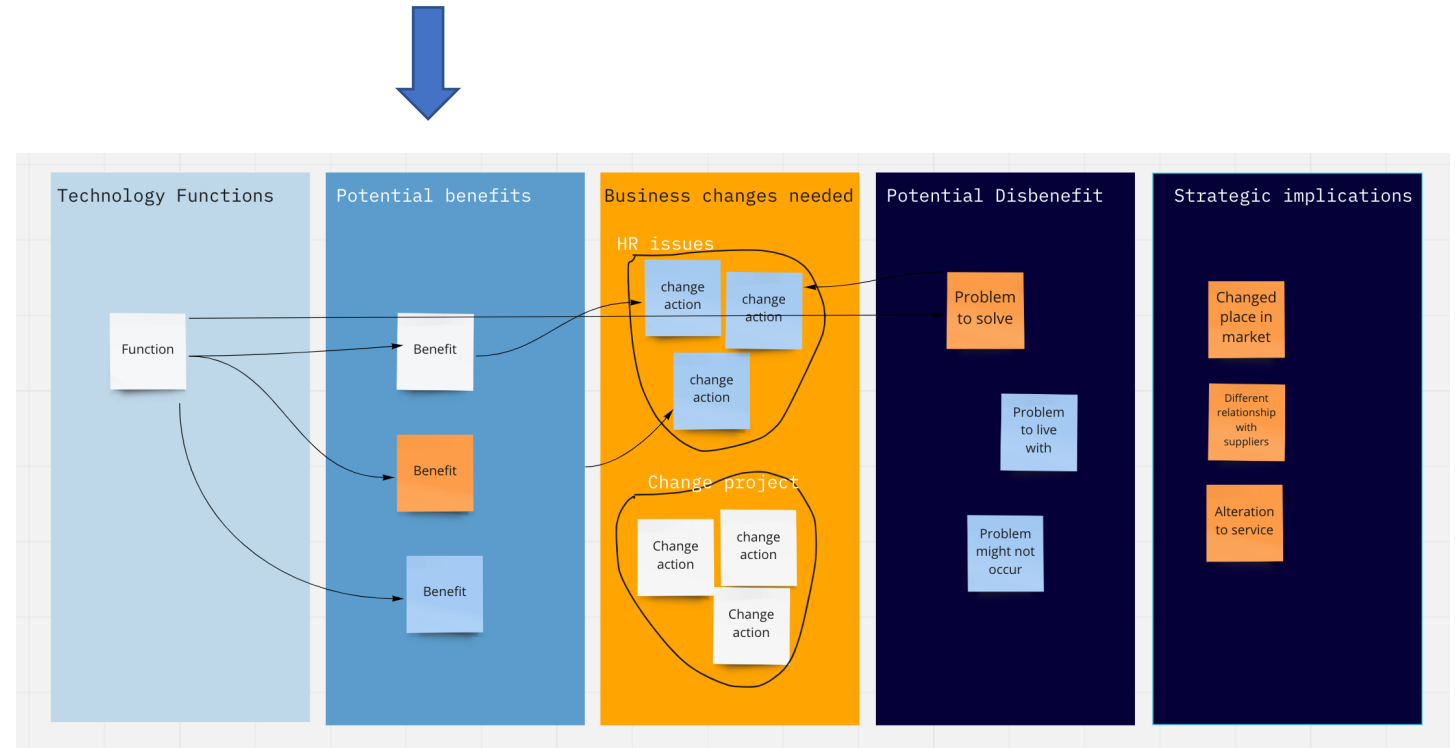 Technology Functions
Potential benefits
Business changes needed
Potential Disbenefit
Strategic implications
Function
Benefit
Benefit
Benefit
HR issues
change
action
change
action
change
action
Change project
Change
action
change
action
Change
action
Problem
to solve
Problem
to live
with
Problem
might not
occur
Changed
place in
market
Different
relationship
with
suppliers
Alteration
to service